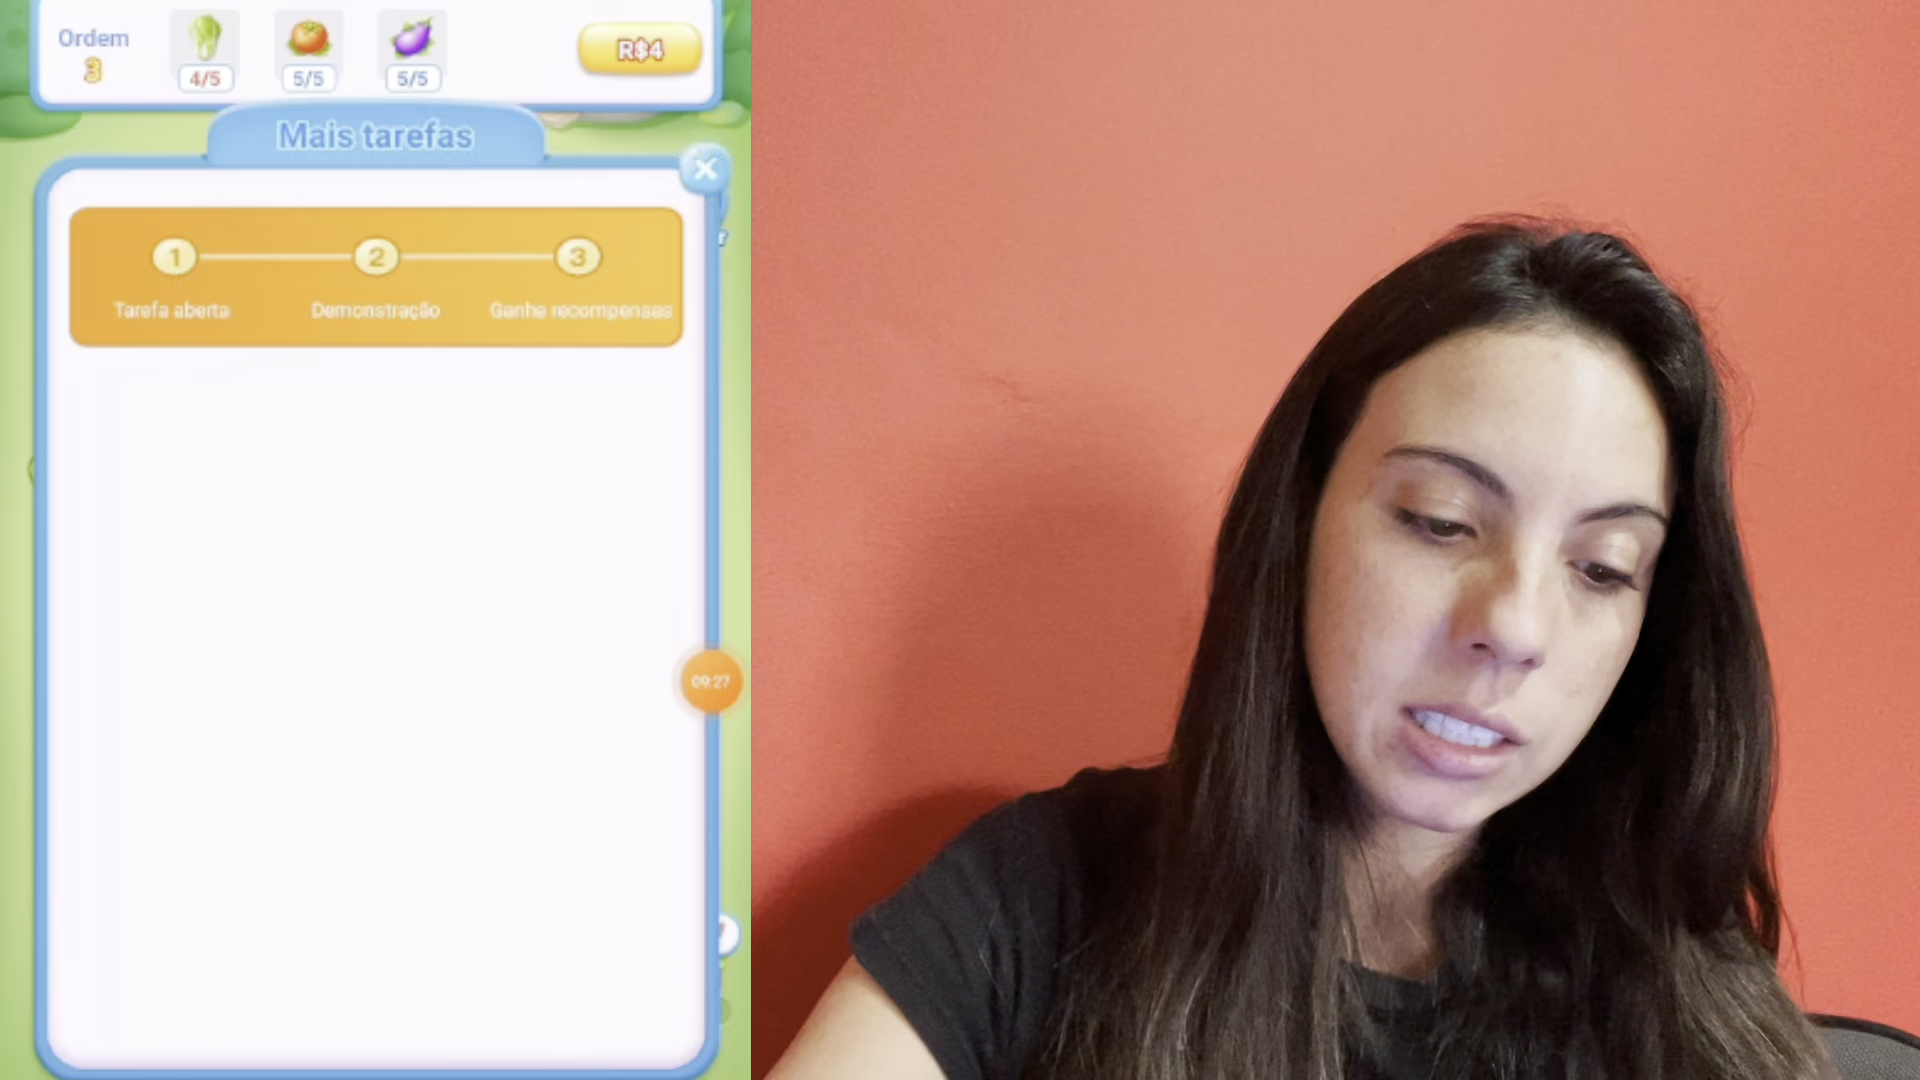 Ordem
3
4/5
5/5
5/5
R$4
Mais tarefas
1
2
3
Tarefa aberta
Demonstração
Ganhe recompensas
09:27